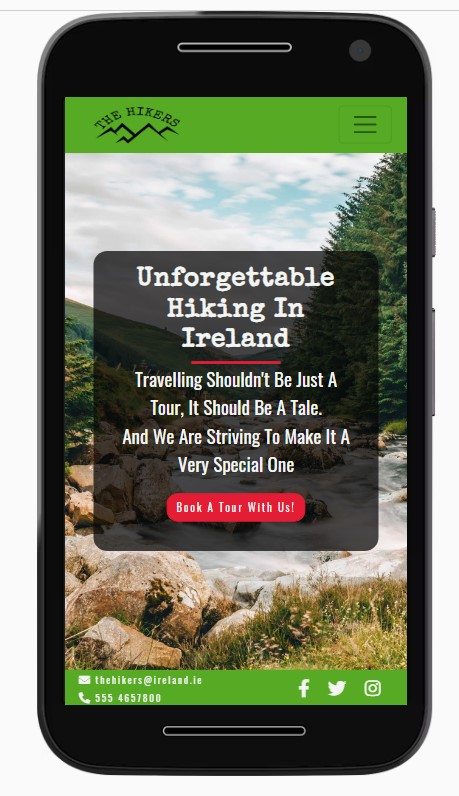 THE HIKERS
Unforgettable
Hiking In
Ireland
Travelling Shouldn't Be Just A
Tour, It Should Be A Tale.
And We Are Striving To Make It A
Very Special One
Book A Tour With Us!
thehikers@ireland.ie
555 4657800